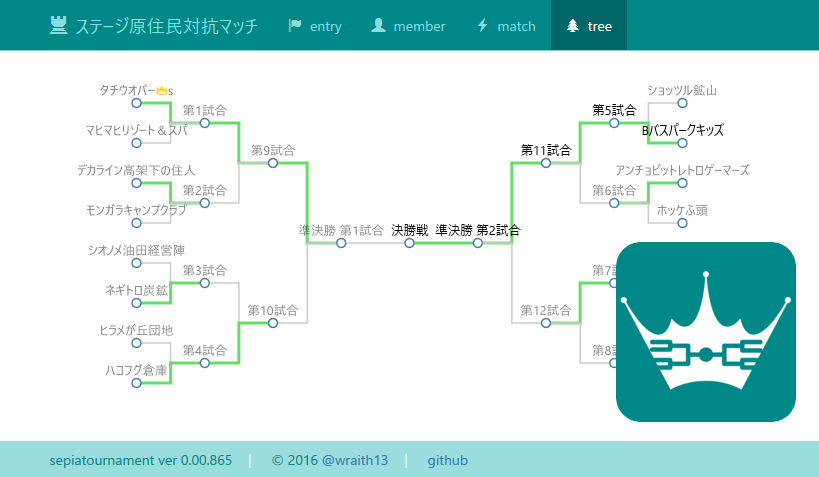 ステージ原住民対抗マッチ entry member match tree
タチウオパー👑s
第1試合
マヒマヒリゾート＆スパ
第9試合
デカライン高架下の住人
第2試合
モンガラキャンプクラブ
準決勝 第1試合 決勝戦 準決勝 第2試合
シオノメ油田経営陣
第3試合
ネギトロ炭鉱
第10試合
ヒラメが丘団地
第4試合
ハコフグ倉庫
ショッツル鉱山
第5試合
Bバスパークキッズ
第11試合
アンチョビットレトロゲーマーズ
第6試合
ホッケふ頭
第7
第12試合
第8
sepiatournament ver 0.00.865 | © 2016 @wraith13 | github